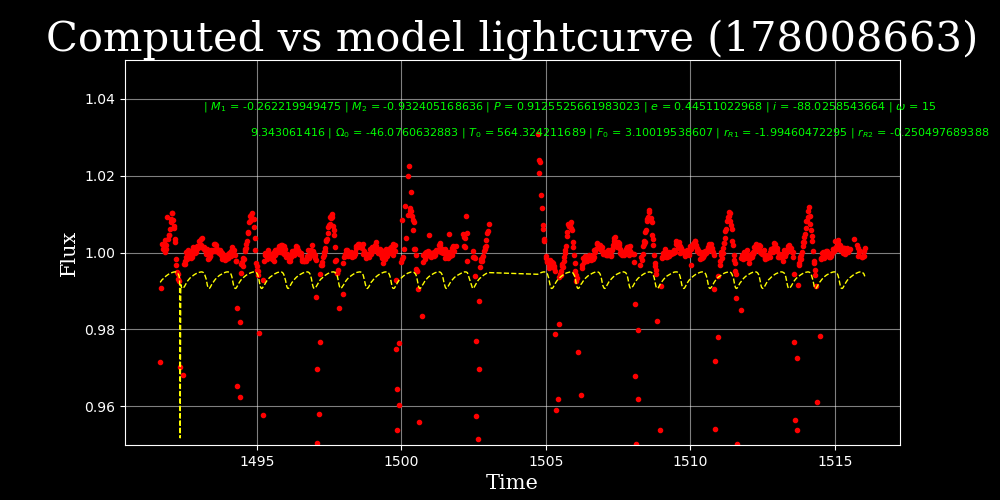 Computed vs model lightcurve (178008663)
| M₁ = -0.262219949475 | M₂ = -0.932405168636 | P = 0.9125525661983023 | e = 0.44511022968 | i = -88.0258543664 | ω = 15
9.343061416 | Ω₀ = -46.0760632883 | T₀ = 564.324211689 | F₀ = 3.10019538607 | r_R1 = -1.99460472295 | r_R2 = -0.250497689388
1.04
1.02
1.00
0.98
0.96
Flux
1495 1500 1505 1510 1515
Time